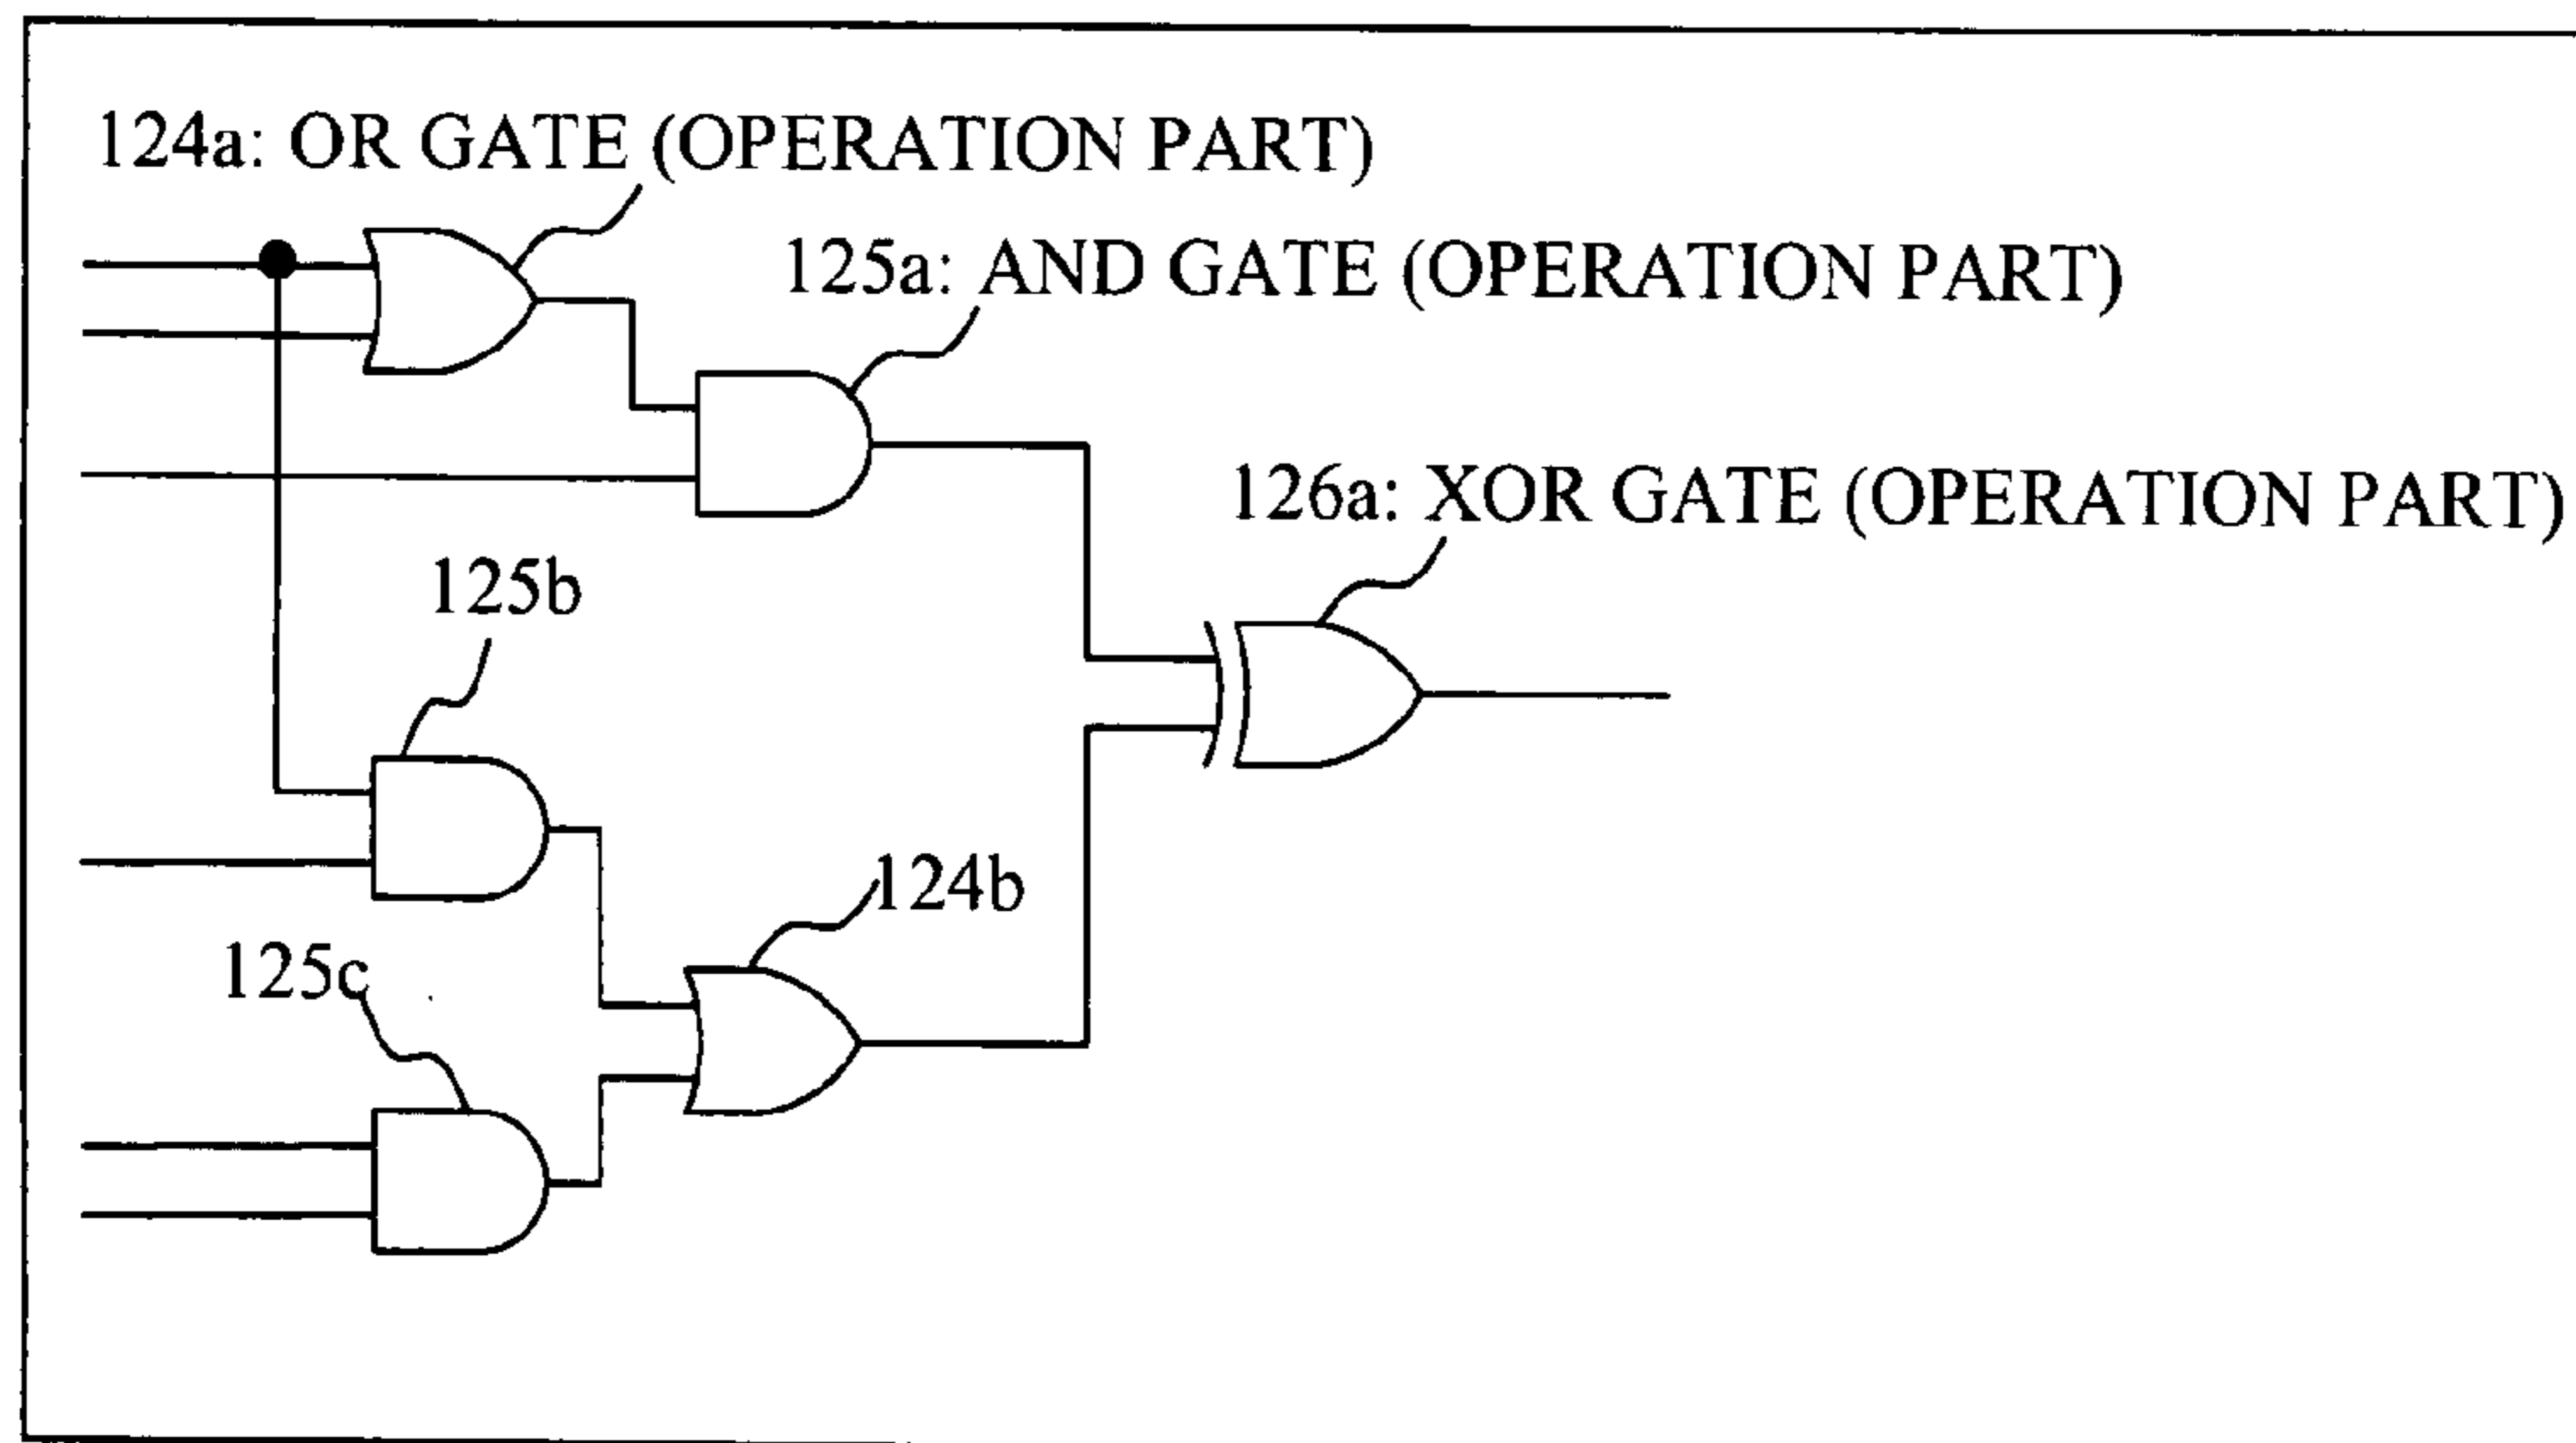 124a: OR GATE (OPERATION PART)
125a: AND GATE (OPERATION PART)
126a: XOR GATE (OPERATION PART)
125b
124b
125c